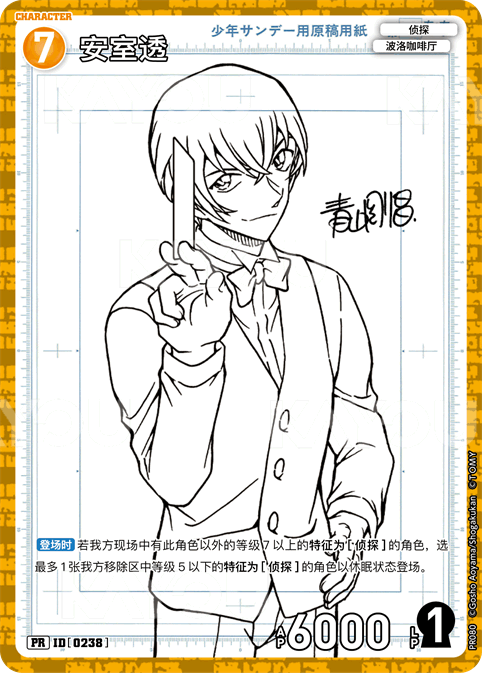 CHARACTER
7 安室透
少年サンデー用原稿用紙
侦探
波洛咖啡厅
青山剛昌
登场时 若我方现场中有此角色以外的等级7以上的特征为[侦探]的角色，选
最多1张我方移除区中等级5以下的特征为[侦探]的角色以休眠状态登场。
PR ID[0238]
AP 6000
LP 1
PR080 ©Gosho Aoyama/Shogakukan ©TOMY